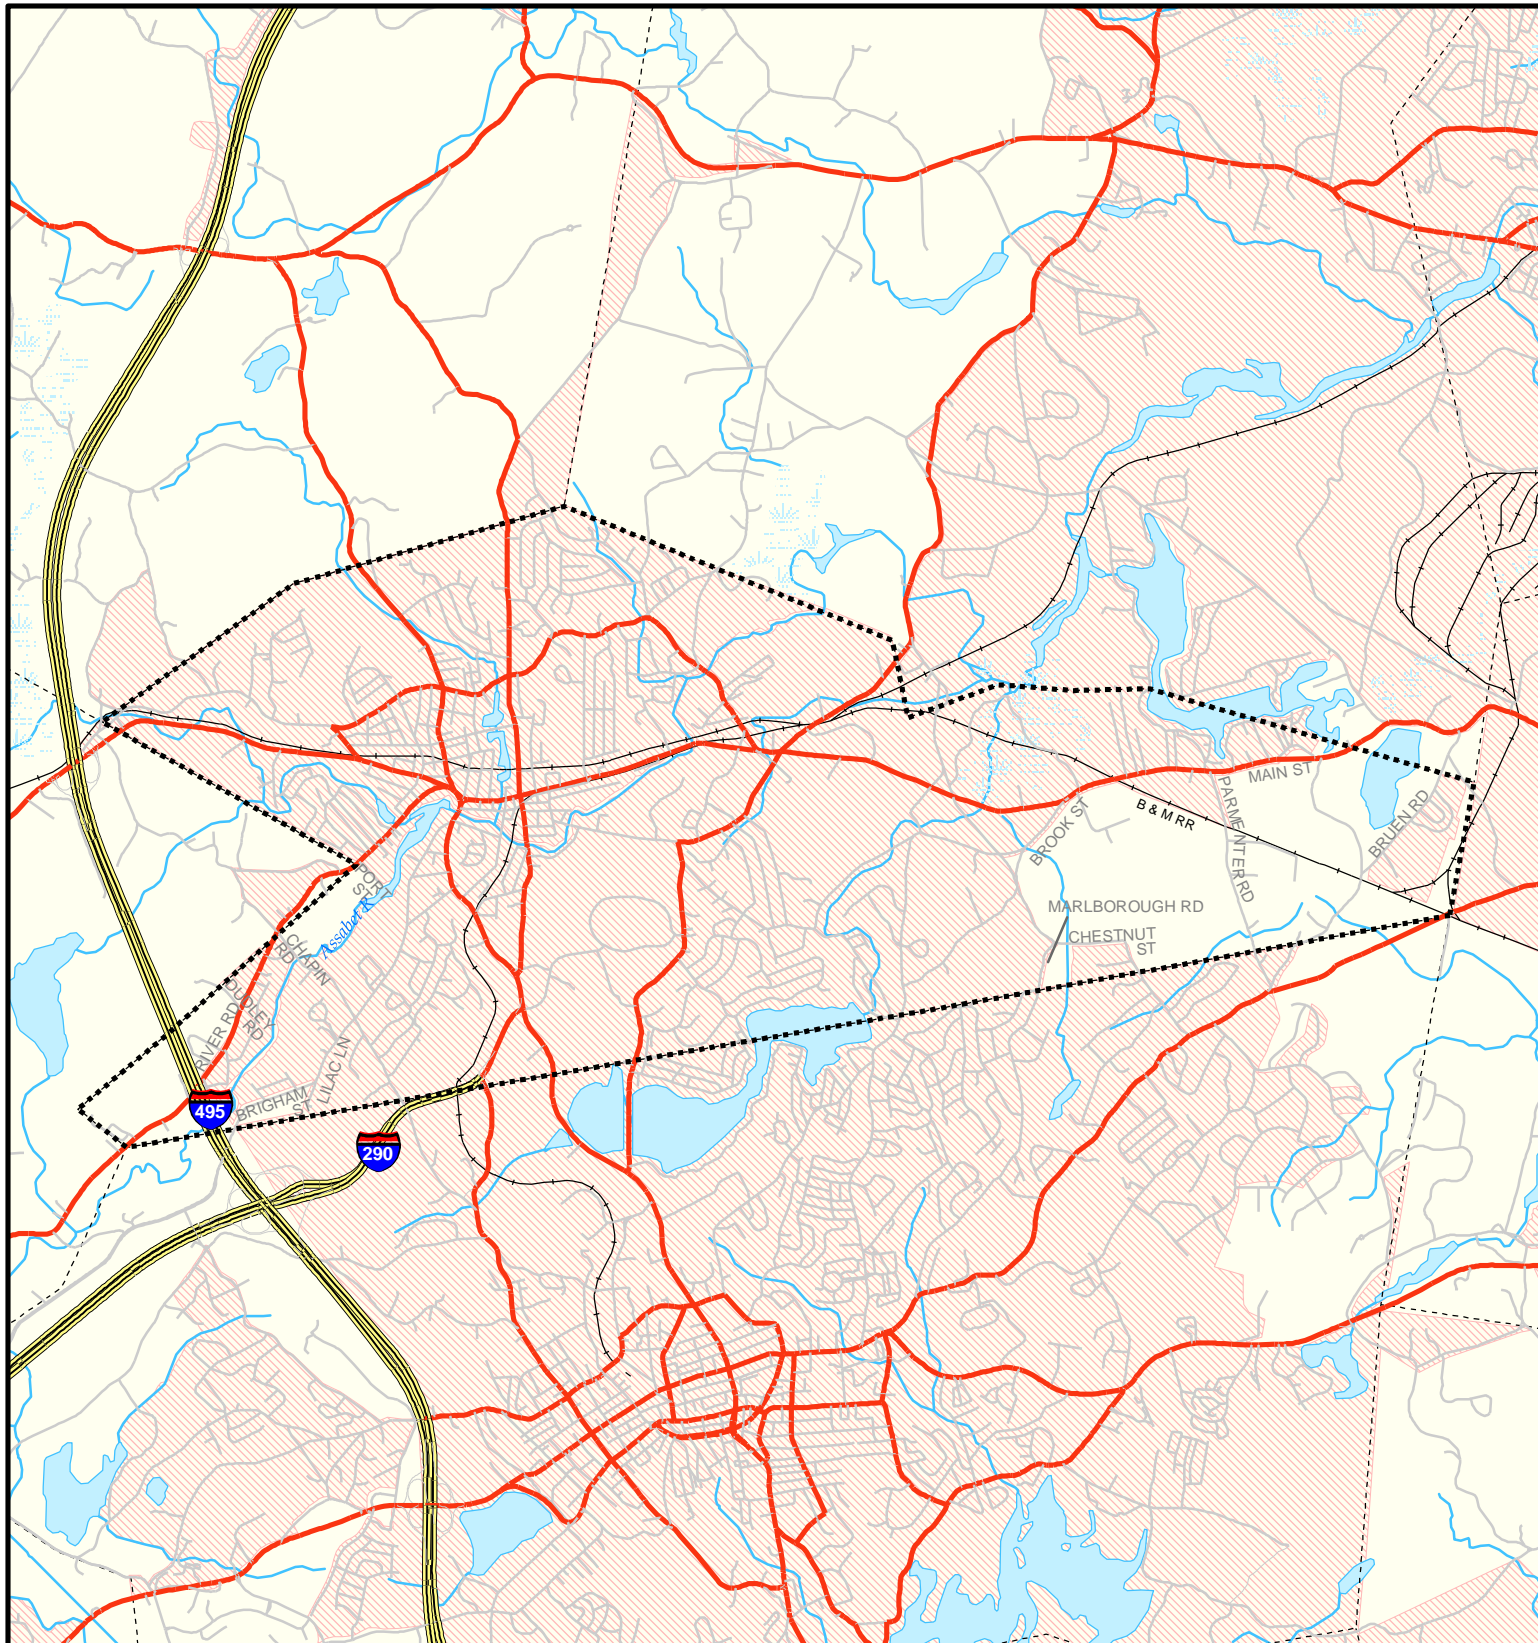 MAIN ST
B & M RR
PARMENTER RD
BROOK ST
BRUEN RD
PORT
ST
Assabet R
MARLBOROUGH RD
CHESTNUT
ST
CHAPIN
RD
DUDLEY
RD
RIVER RD
LILAC LN
BRIGHAM
ST
495
290